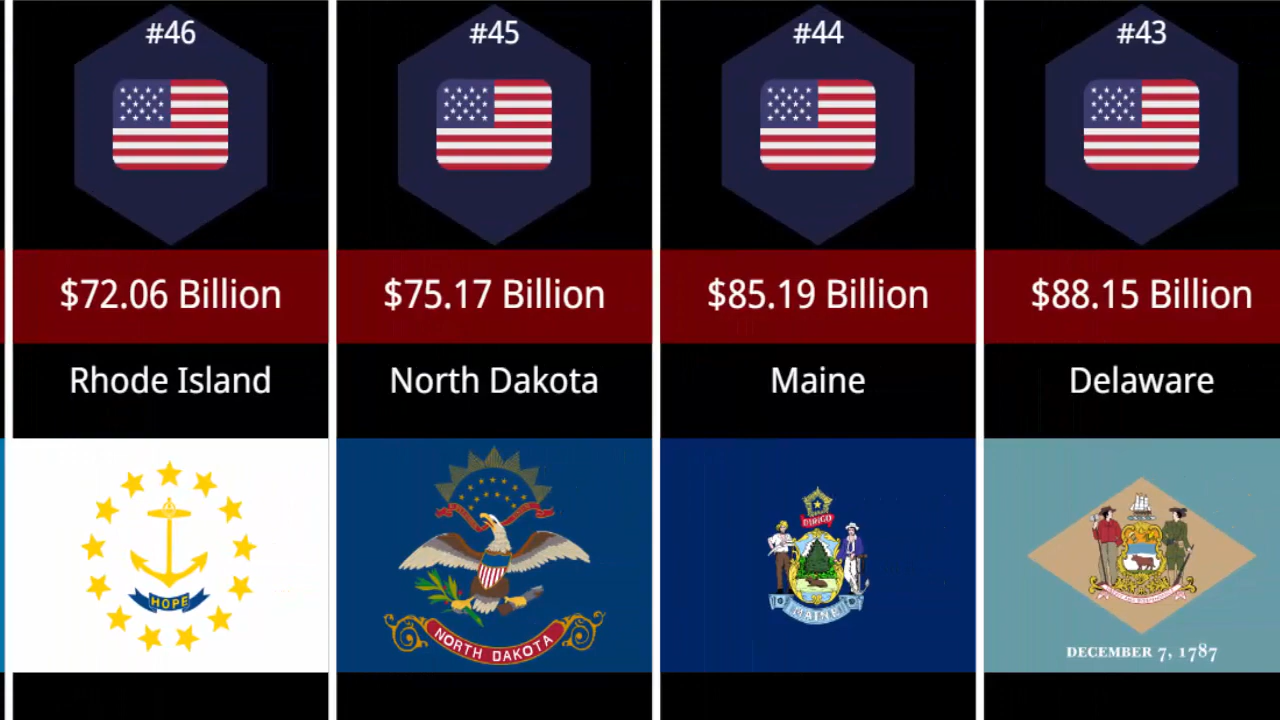 #46
$72.06 Billion
Rhode Island
HOPE
#45
$75.17 Billion
North Dakota
NORTH DAKOTA
#44
$85.19 Billion
Maine
DIRIGO
MAINE
#43
$88.15 Billion
Delaware
DECEMBER 7, 1787